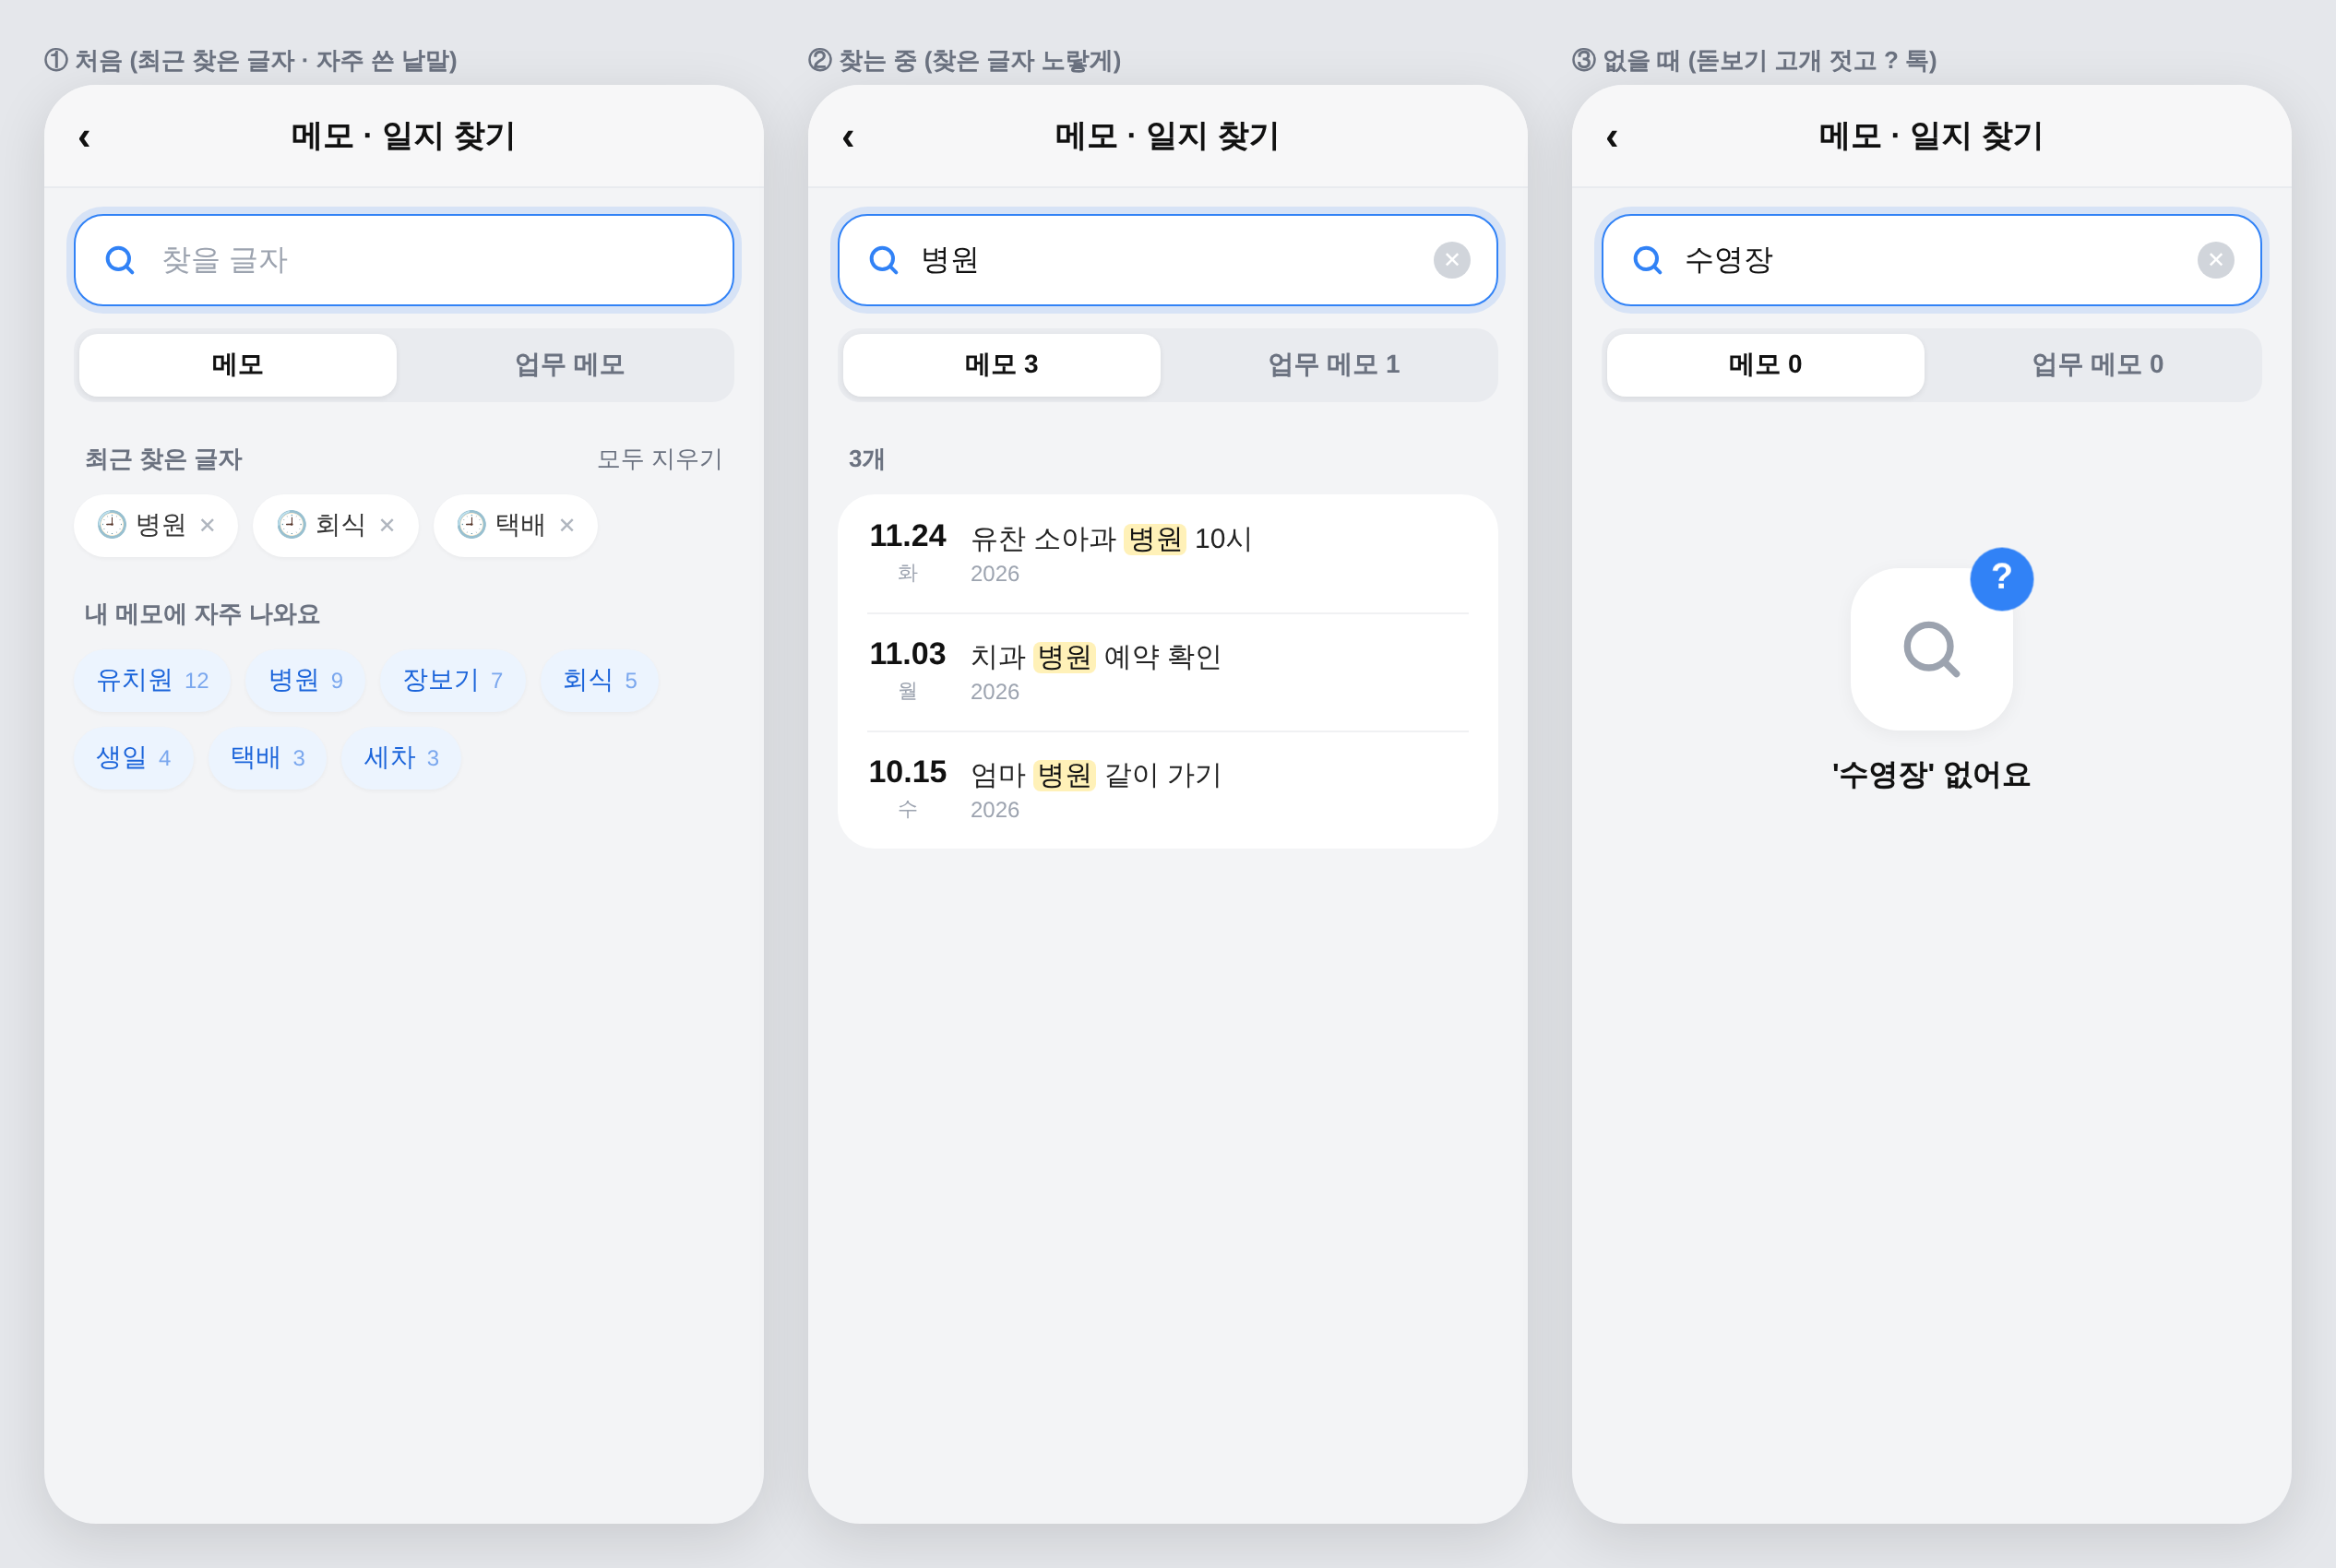 ① 처음 (최근 찾은 글자 · 자주 쓴 낱말)
‹ 메모 · 일지 찾기
찾을 글자
메모 업무 메모
최근 찾은 글자 모두 지우기
🕘 병원 ✕ 🕘 회식 ✕ 🕘 택배 ✕
내 메모에 자주 나와요
유치원 12 병원 9 장보기 7 회식 5
생일 4 택배 3 세차 3
② 찾는 중 (찾은 글자 노랗게)
‹ 메모 · 일지 찾기
병원 ✕
메모 3 업무 메모 1
3개
11.24 유찬 소아과 병원 10시
화 2026
11.03 치과 병원 예약 확인
월 2026
10.15 엄마 병원 같이 가기
수 2026
③ 없을 때 (돋보기 고개 젓고 ? 톡)
‹ 메모 · 일지 찾기
수영장 ✕
메모 0 업무 메모 0
?
'수영장' 없어요